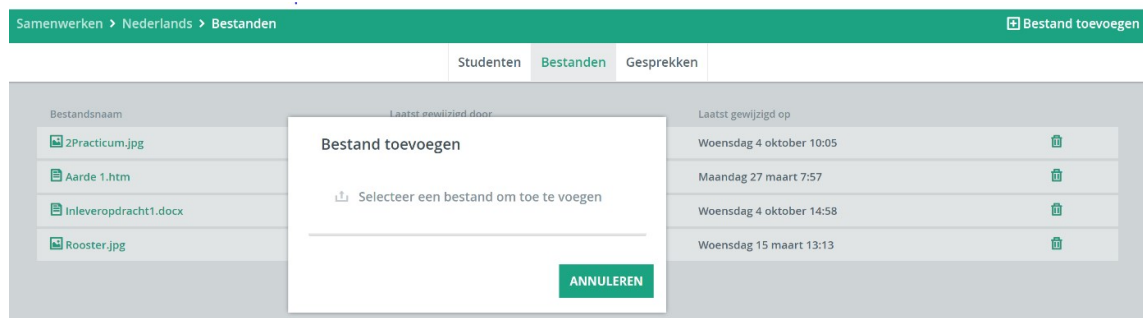 Samenwerken > Nederlands > Bestanden
Bestand toevoegen
Studenten Bestanden Gesprekken
Bestandsnaam Laatst gewijzigd door Laatst gewijzigd op
2Practicum.jpg Woensdag 4 oktober 10:05
Aarde 1.htm Maandag 27 maart 7:57
Inleveropdracht1.docx Woensdag 4 oktober 14:58
Rooster.jpg Woensdag 15 maart 13:13
Bestand toevoegen
Selecteer een bestand om toe te voegen
ANNULEREN